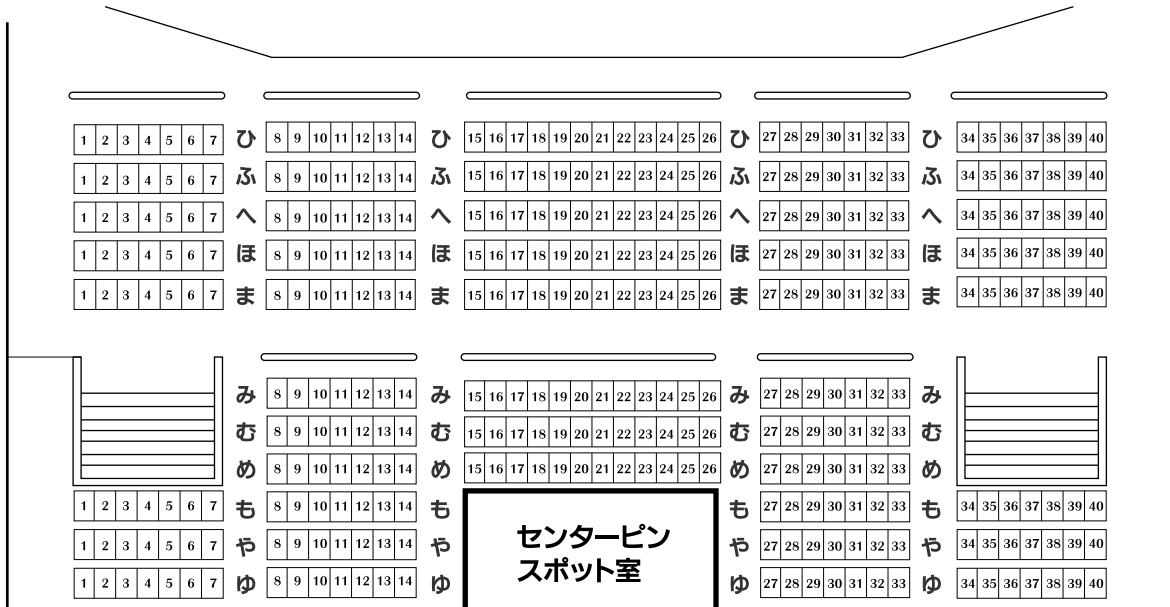 1 2 3 4 5 6 7 ひ 8 9 10 11 12 13 14 ひ 15 16 17 18 19 20 21 22 23 24 25 26 ひ 27 28 29 30 31 32 33 ひ 34 35 36 37 38 39 40
1 2 3 4 5 6 7 ふ 8 9 10 11 12 13 14 ふ 15 16 17 18 19 20 21 22 23 24 25 26 ふ 27 28 29 30 31 32 33 ふ 34 35 36 37 38 39 40
1 2 3 4 5 6 7 へ 8 9 10 11 12 13 14 へ 15 16 17 18 19 20 21 22 23 24 25 26 へ 27 28 29 30 31 32 33 へ 34 35 36 37 38 39 40
1 2 3 4 5 6 7 ほ 8 9 10 11 12 13 14 ほ 15 16 17 18 19 20 21 22 23 24 25 26 ほ 27 28 29 30 31 32 33 ほ 34 35 36 37 38 39 40
1 2 3 4 5 6 7 ま 8 9 10 11 12 13 14 ま 15 16 17 18 19 20 21 22 23 24 25 26 ま 27 28 29 30 31 32 33 ま 34 35 36 37 38 39 40
み 8 9 10 11 12 13 14 み 15 16 17 18 19 20 21 22 23 24 25 26 み 27 28 29 30 31 32 33 み
む 8 9 10 11 12 13 14 む 15 16 17 18 19 20 21 22 23 24 25 26 む 27 28 29 30 31 32 33 む
め 8 9 10 11 12 13 14 め 15 16 17 18 19 20 21 22 23 24 25 26 め 27 28 29 30 31 32 33 め
1 2 3 4 5 6 7 も 8 9 10 11 12 13 14 も も 27 28 29 30 31 32 33 も 34 35 36 37 38 39 40
1 2 3 4 5 6 7 や 8 9 10 11 12 13 14 や センターピン や 27 28 29 30 31 32 33 や 34 35 36 37 38 39 40
1 2 3 4 5 6 7 ゆ 8 9 10 11 12 13 14 ゆ スポット室 ゆ 27 28 29 30 31 32 33 ゆ 34 35 36 37 38 39 40